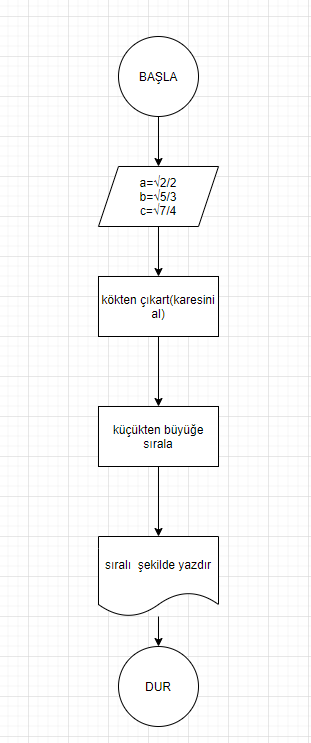 BAŞLA
a=√2/2
b=√5/3
c=√7/4
kökten çıkart(karesini
al)
küçükten büyüğe
sırala
sıralı şekilde yazdır
DUR